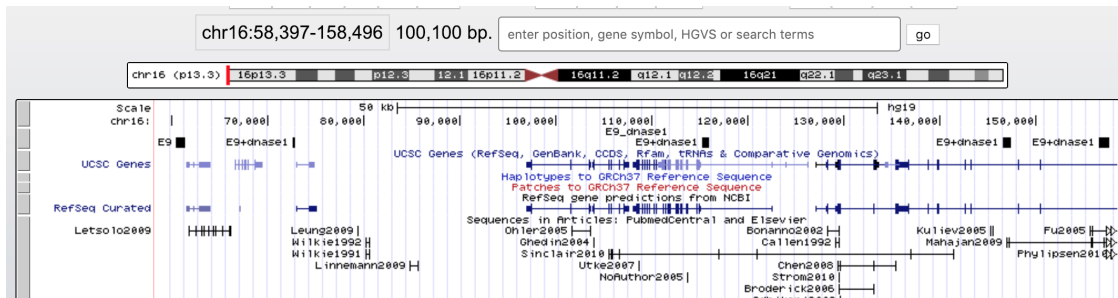 chr16:58,397-158,496 100,100 bp. enter position, gene symbol, HGVS or search terms go
chr16 (p13.3) 16p13.3 p12.3 12.1 16p11.2 16q11.2 q12.1 q12.2 16q21 q22.1 q23.1
Scale 50 kb hg19
chr16: 70,000 80,000 90,000 100,000 110,000 120,000 130,000 140,000 150,000
E9_dnase1
E9 E9+dnase1 E9+dnase1 E9+dnase1 E9+dnase1
UCSC Genes (RefSeq, GenBank, CCDS, Rfam, tRNAs & Comparative Genomics)
UCSC Genes
Haplotypes to GRCh37 Reference Sequence
Patches to GRCh37 Reference Sequence
RefSeq gene predictions from NCBI
RefSeq Curated
Sequences in Articles: PubmedCentral and Elsevier
Letsolo2009 Leung2009 Ohler2005 Bonanno2002 Kuliev2005 Fu2005
Wilkie1992 Ghedin2004 Callen1992 Mahajan2009
Wilkie1991 Sinclair2010 Phylipsen2010
Linnemann2009 Utke2007 Chen2008
NoAuthor2005 Strom2010
Broderick2006